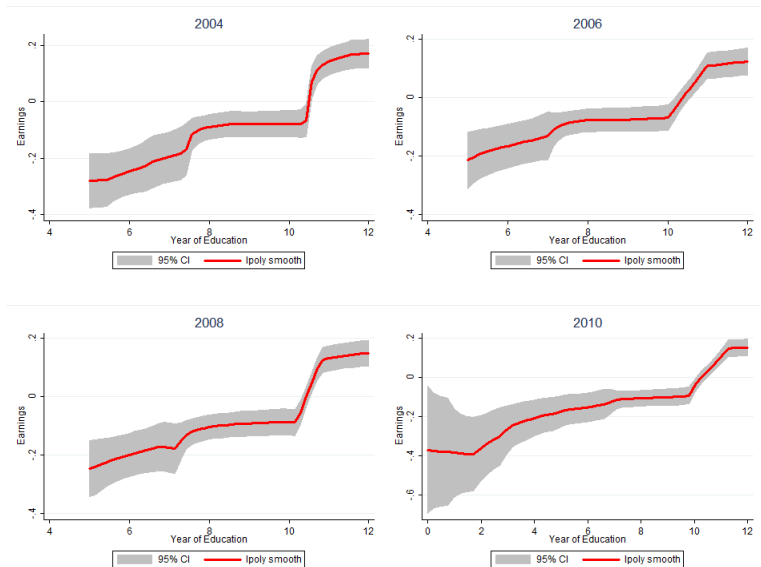 2004
Earnings
.2
0
-.2
-.4
4
6
8
10
12
Year of Education
95% CI
lpoly smooth
2006
Earnings
.2
0
-.2
-.4
4
6
8
10
12
Year of Education
95% CI
lpoly smooth
2008
Earnings
.2
0
-.2
-.4
4
6
8
10
12
Year of Education
95% CI
lpoly smooth
2010
Earnings
.2
0
-.2
-.4
-.6
0
2
4
6
8
10
12
Year of Education
95% CI
lpoly smooth